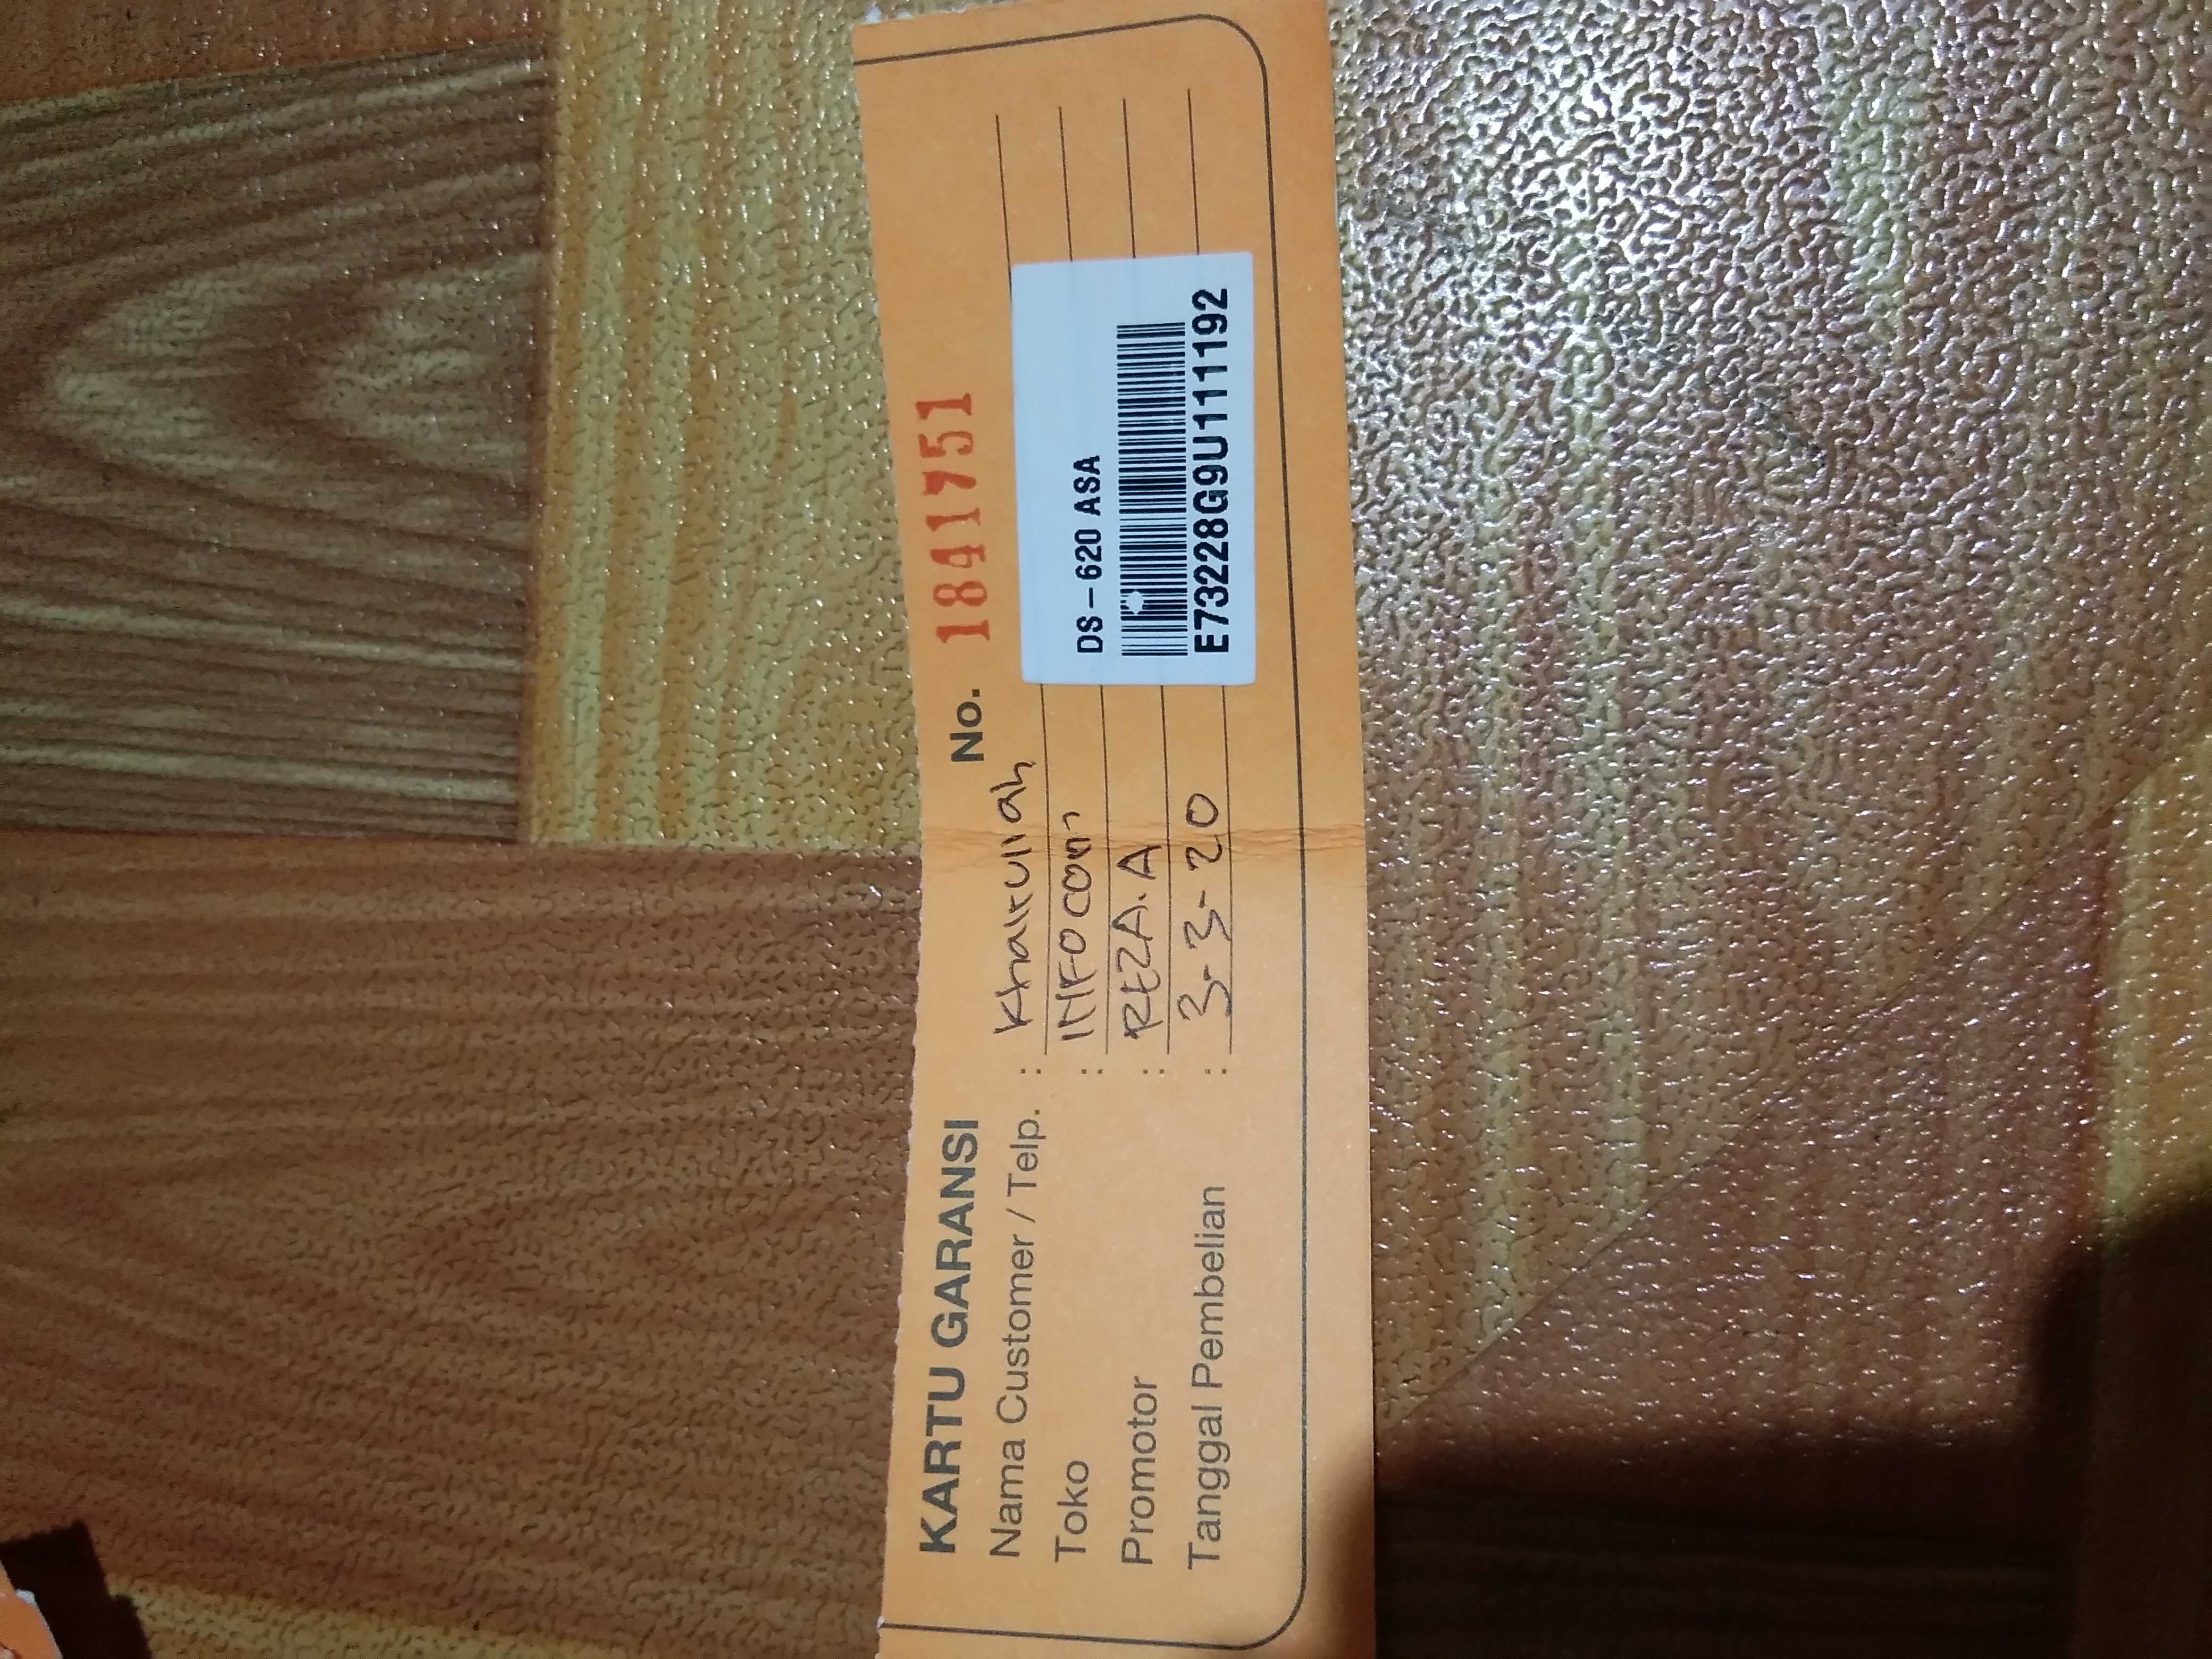 KARTU GARANSI No. 1841751
Nama Customer / Telp. : Khairullah
Toko : INFOCOM
Promotor : REZA.A
Tanggal Pembelian : 3-3-20
DS-620 ASA
E73228G9U111192